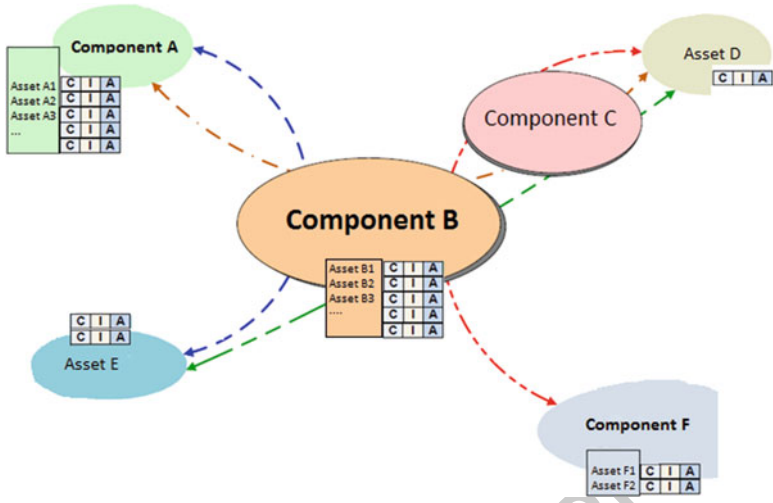 Component A
Asset A1 C I A
Asset A2 C I A
Asset A3 C I A
... C I A
C I A
Asset D
C I A
Component C
Component B
Asset B1 C I A
Asset B2 C I A
Asset B3 C I A
.... C I A
C I A
C I A
C I A
Asset E
Component F
Asset F1 C I A
Asset F2 C I A